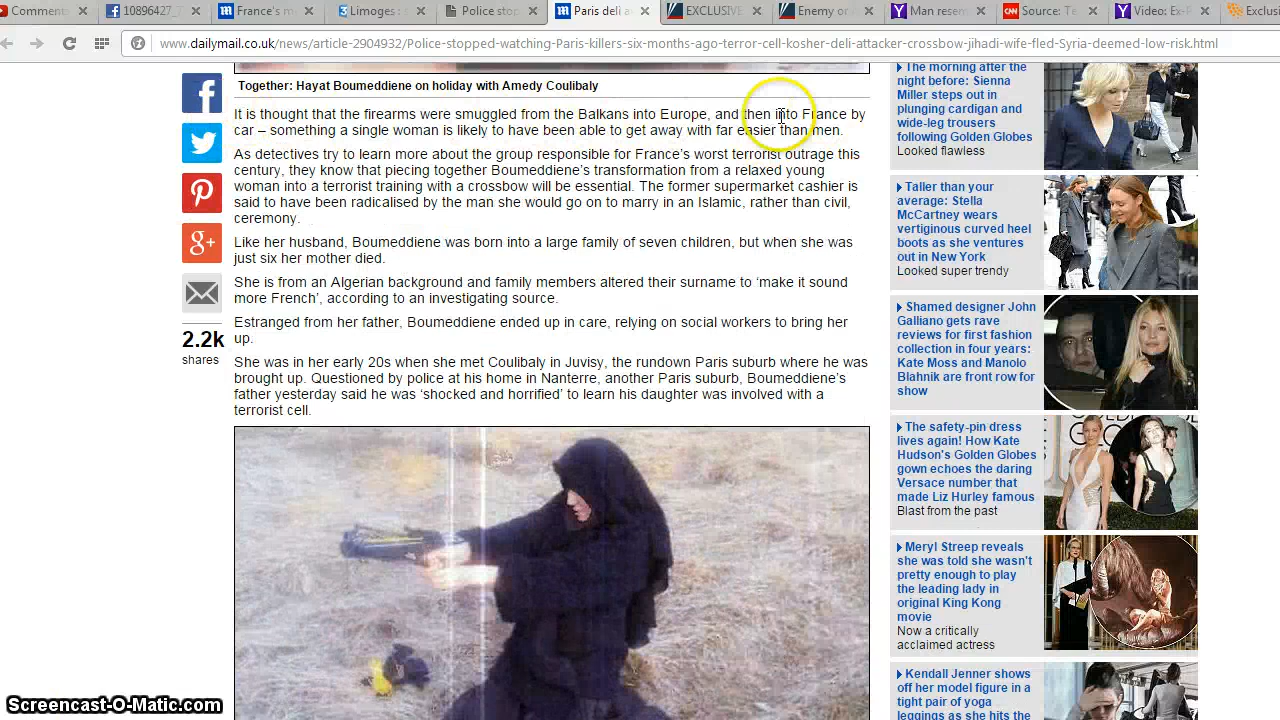 Comment
10896427_7
France's m
Limoges :
Police stop
Paris deli a
EXCLUSIVE
Enemy or
Man resem
Source: Te
Video: Ex-P
Exclusi
www.dailymail.co.uk/news/article-2904932/Police-stopped-watching-Paris-killers-six-months-ago-terror-cell-kosher-deli-attacker-crossbow-jihadi-wife-fled-Syria-deemed-low-risk.html
Together: Hayat Boumeddiene on holiday with Amedy Coulibaly
It is thought that the firearms were smuggled from the Balkans into Europe, and then into France by
car – something a single woman is likely to have been able to get away with far easier than men.
As detectives try to learn more about the group responsible for France's worst terrorist outrage this
century, they know that piecing together Boumeddiene's transformation from a relaxed young
woman into a terrorist training with a crossbow will be essential. The former supermarket cashier is
said to have been radicalised by the man she would go on to marry in an Islamic, rather than civil,
ceremony.
Like her husband, Boumeddiene was born into a large family of seven children, but when she was
just six her mother died.
She is from an Algerian background and family members altered their surname to 'make it sound
more French', according to an investigating source.
Estranged from her father, Boumeddiene ended up in care, relying on social workers to bring her
up.
She was in her early 20s when she met Coulibaly in Juvisy, the rundown Paris suburb where he was
brought up. Questioned by police at his home in Nanterre, another Paris suburb, Boumeddiene's
father yesterday said he was 'shocked and horrified' to learn his daughter was involved with a
terrorist cell.
2.2k
shares
The morning after the
night before: Sienna
Miller steps out in
plunging cardigan and
wide-leg trousers
following Golden Globes
Looked flawless
Taller than your
average: Stella
McCartney wears
vertiginous curved heel
boots as she ventures
out in New York
Looked super trendy
Shamed designer John
Galliano gets rave
reviews for first fashion
collection in four years:
Kate Moss and Manolo
Blahnik are front row for
show
The safety-pin dress
lives again! How Kate
Hudson's Golden Globes
gown echoes the daring
Versace number that
made Liz Hurley famous
Blast from the past
Meryl Streep reveals
she was told she wasn't
pretty enough to play
the leading lady in
original King Kong
movie
Now a critically
acclaimed actress
Kendall Jenner shows
off her model figure in a
tight pair of yoga
leggings as she hits the
Screencast-O-Matic.com